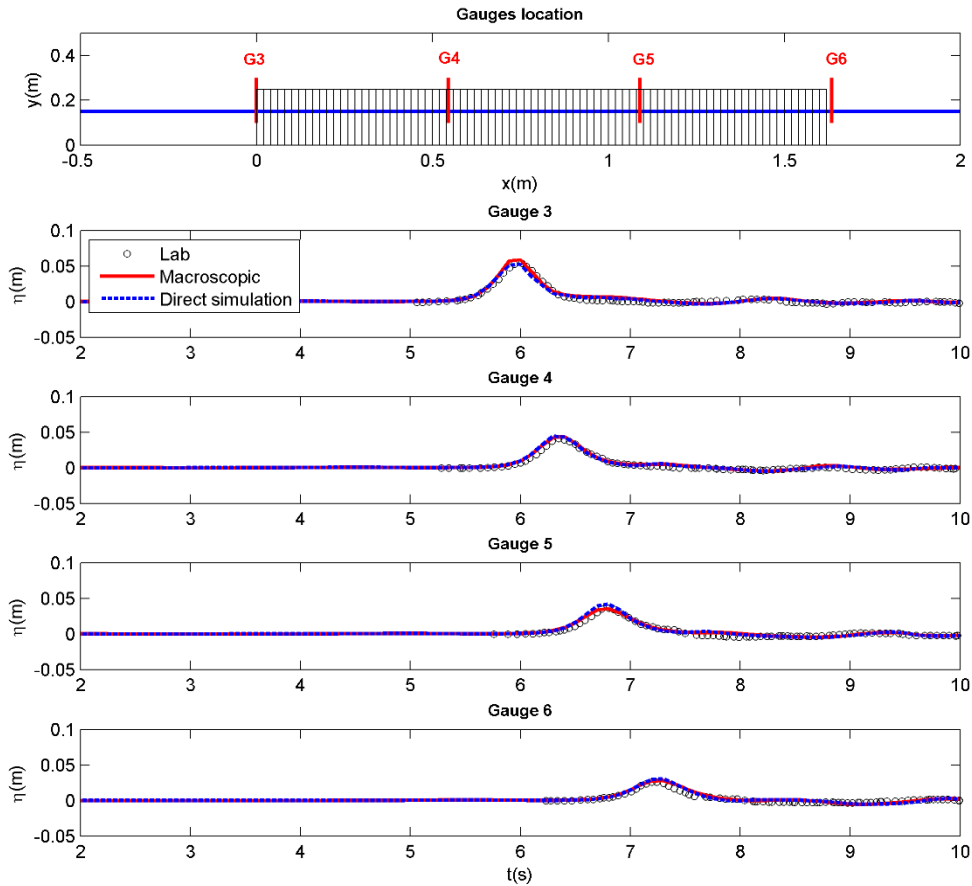 Gauges location
G3 G4 G5 G6
0.4
0.2
0
y(m)
-0.5 0 0.5 1 1.5 2
x(m)
Gauge 3
0.1
0.05
0
-0.05
η(m)
Lab
Macroscopic
Direct simulation
2 3 4 5 6 7 8 9 10
Gauge 4
0.1
0.05
0
-0.05
η(m)
2 3 4 5 6 7 8 9 10
Gauge 5
0.1
0.05
0
-0.05
η(m)
2 3 4 5 6 7 8 9 10
Gauge 6
0.1
0.05
0
-0.05
η(m)
2 3 4 5 6 7 8 9 10
t(s)